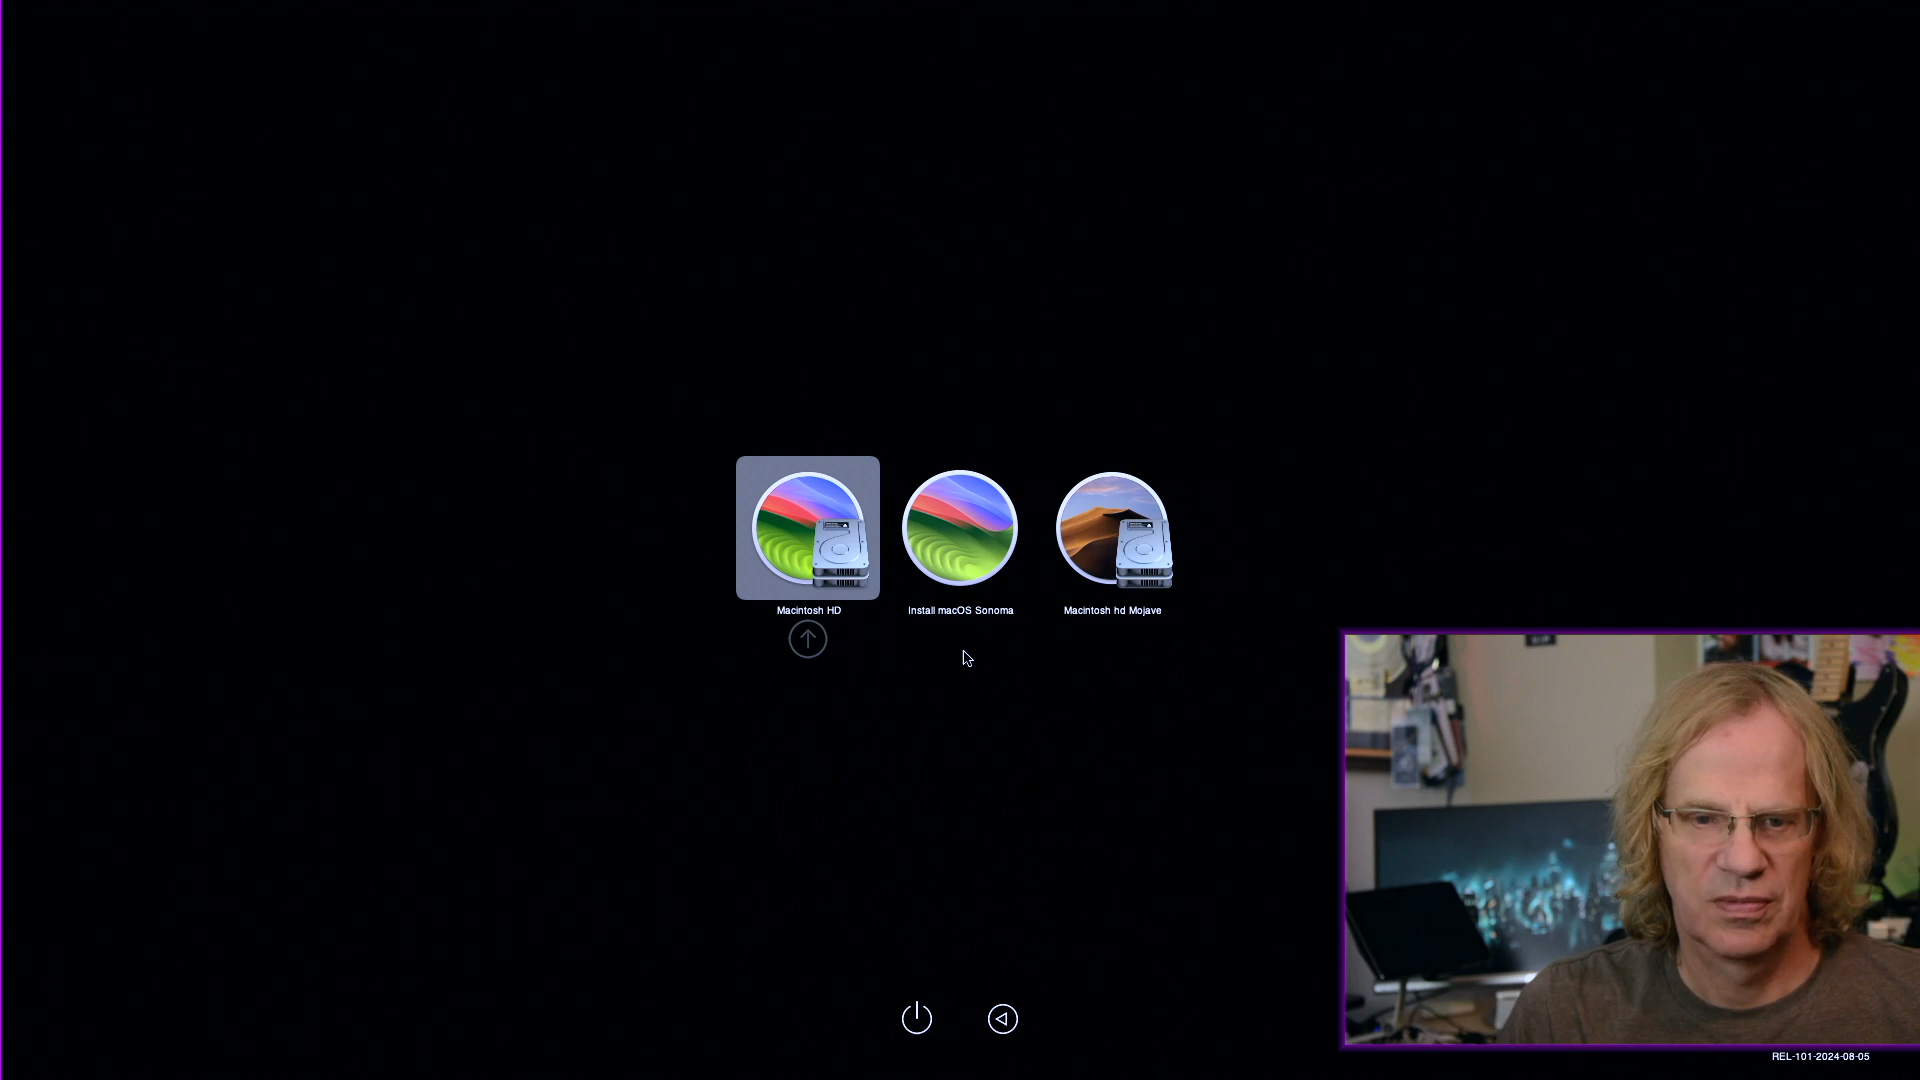 Macintosh HD
Install macOS Sonoma
Macintosh hd Mojave
REL-101-2024-08-05